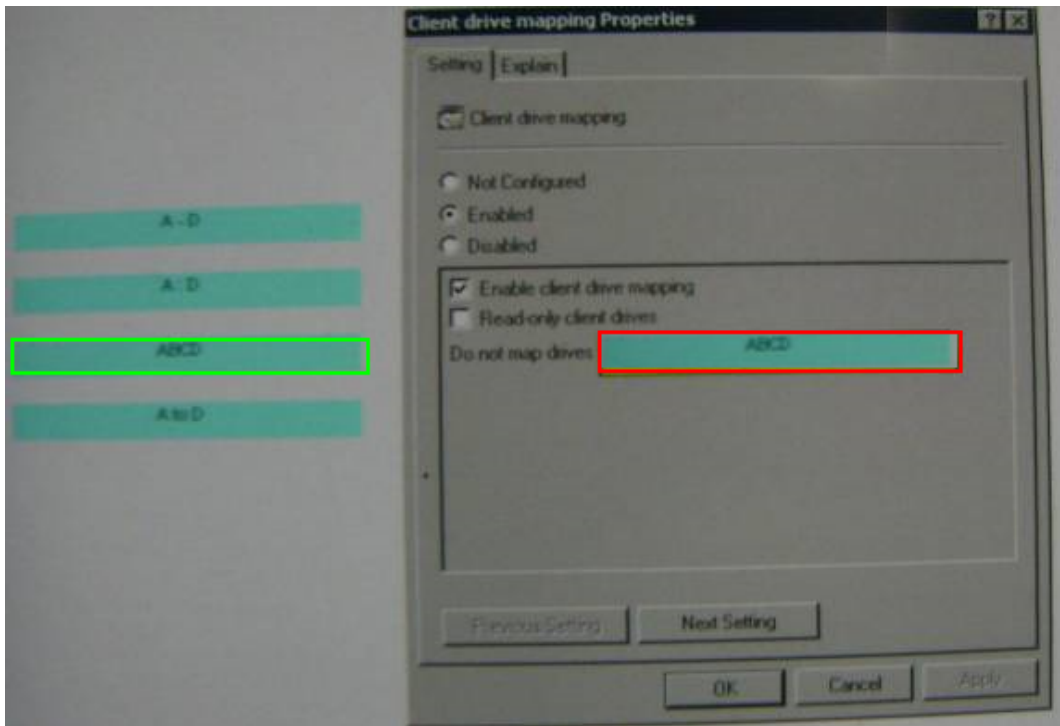 Client drive mapping Properties
Setting Explain
Client drive mapping
Not Configured
Enabled
Disabled
A - D
A : D
ABCD
A to D
Enable client drive mapping
Read-only client drives
Do not map drives ABCD
Previous Setting Next Setting
OK Cancel Apply